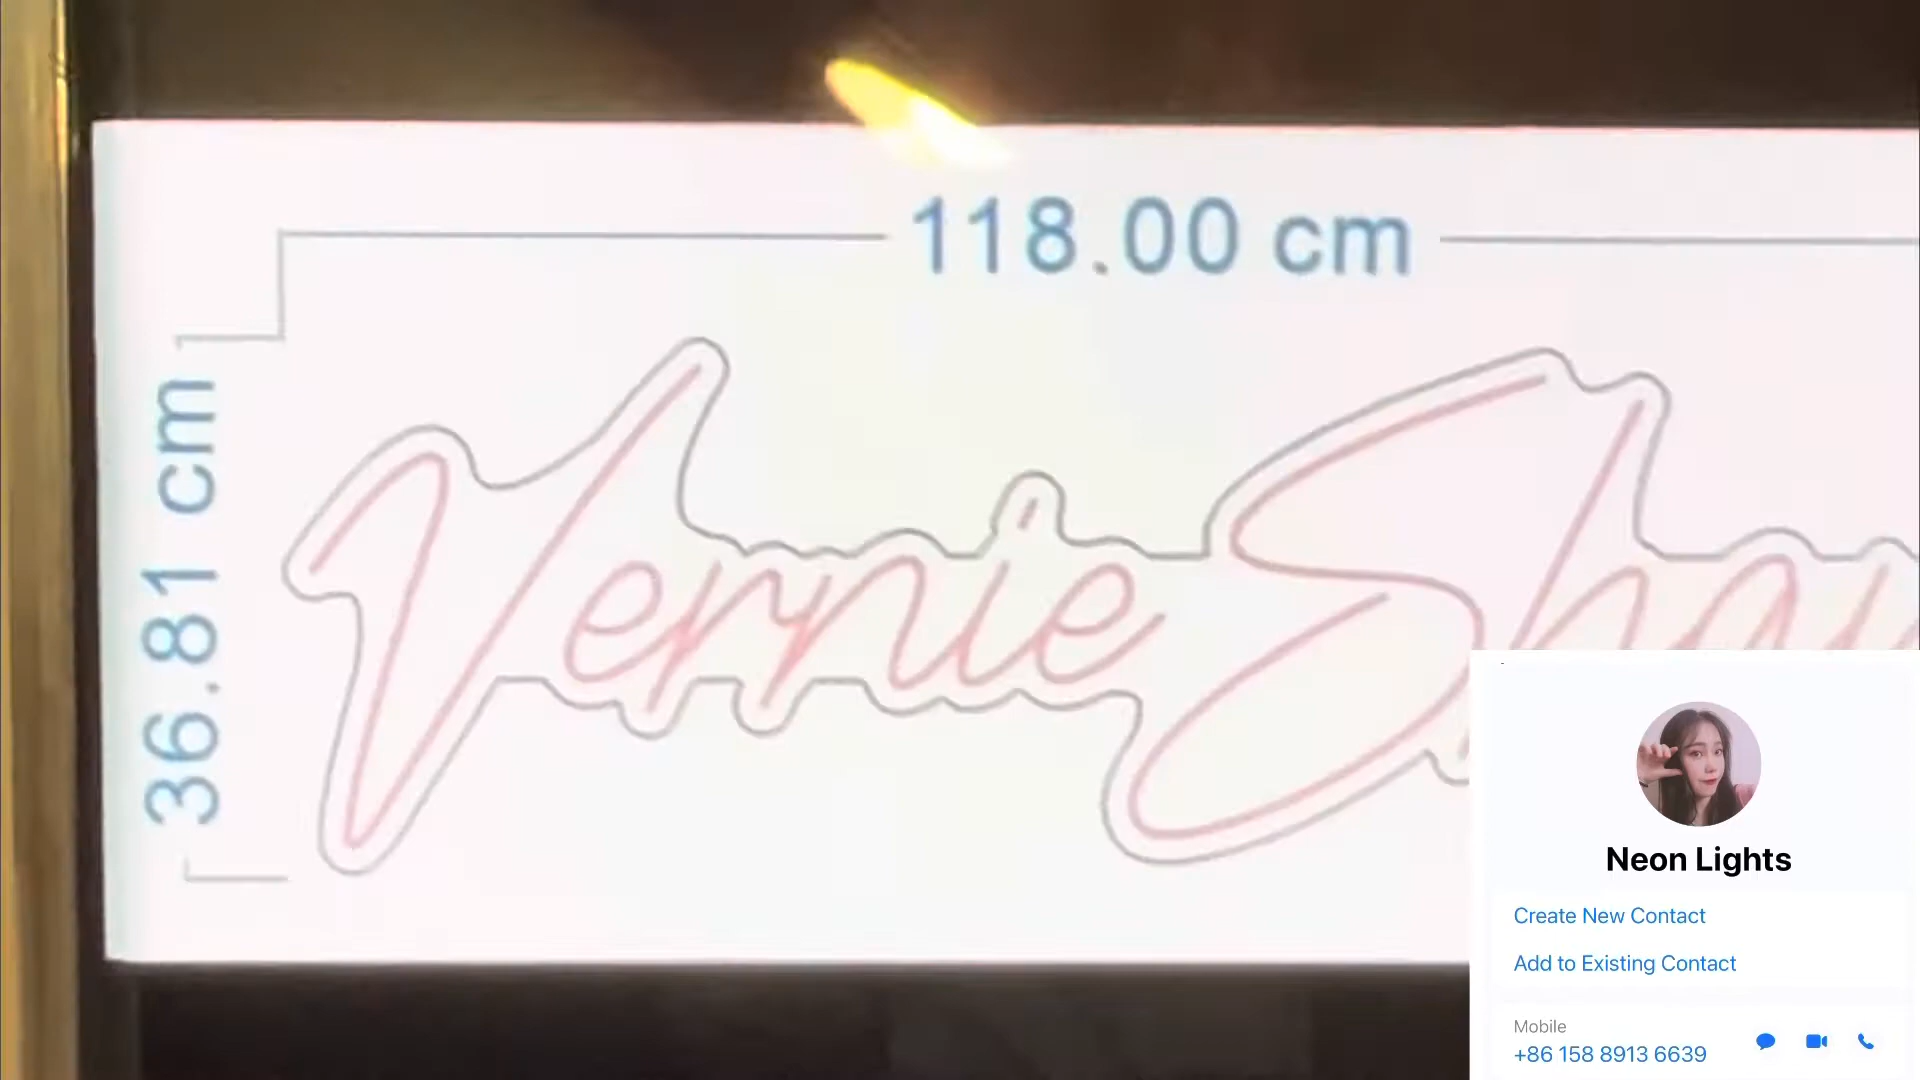 118.00 cm
36.81 cm
Vernie
Neon Lights
Create New Contact
Add to Existing Contact
Mobile
+86 158 8913 6639